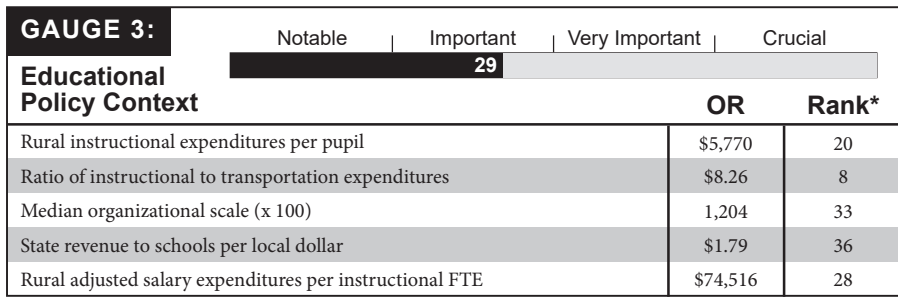 GAUGE 3:
Notable | Important | Very Important | Crucial
29
Educational
Policy Context
OR Rank*
Rural instructional expenditures per pupil $5,770 20
Ratio of instructional to transportation expenditures $8.26 8
Median organizational scale (x 100) 1,204 33
State revenue to schools per local dollar $1.79 36
Rural adjusted salary expenditures per instructional FTE $74,516 28